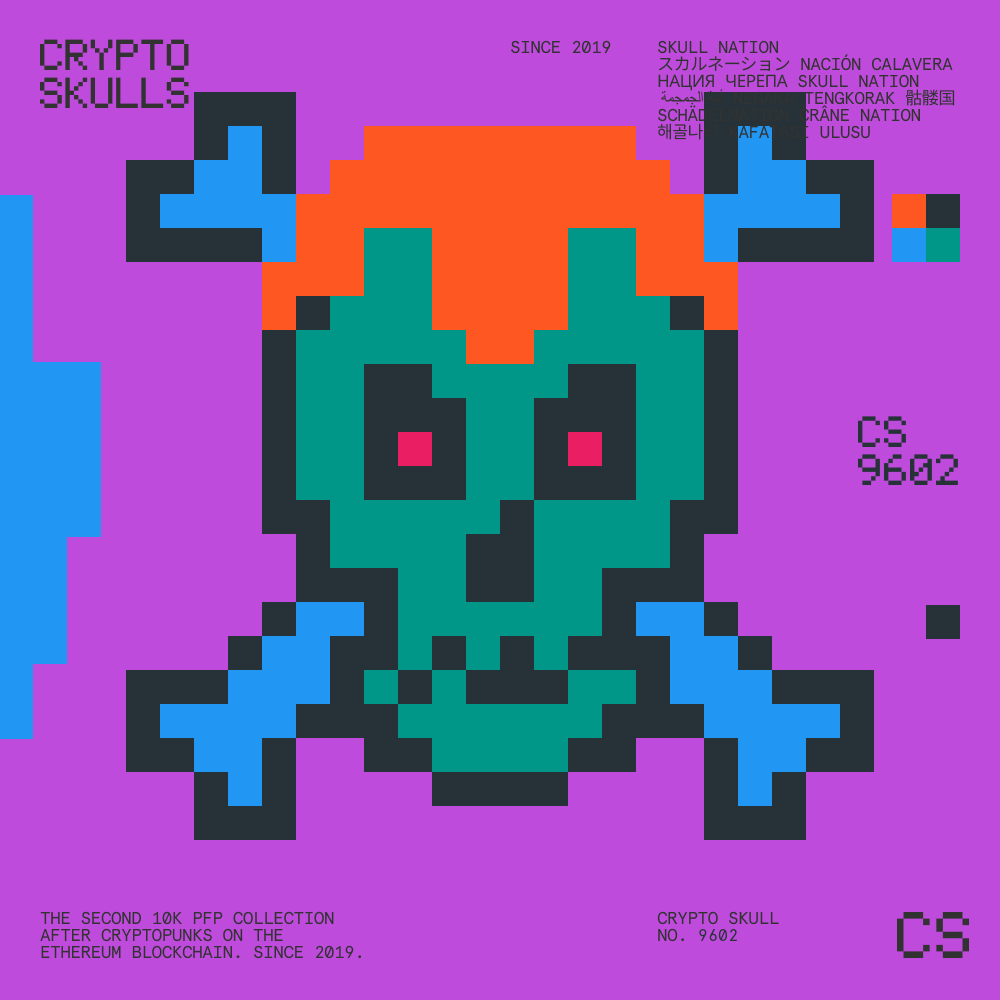 CRYPTO
SKULLS
SINCE 2019
SKULL NATION
スカルネーション NACIÓN CALAVERA
НАЦИЯ ЧЕРЕПА SKULL NATION
TENGKORAK 骷髅国
CRÂNE NATION
ULUSU
CS
9602
THE SECOND 10K PFP COLLECTION
AFTER CRYPTOPUNKS ON THE
ETHEREUM BLOCKCHAIN. SINCE 2019.
CRYPTO SKULL
NO. 9602
CS